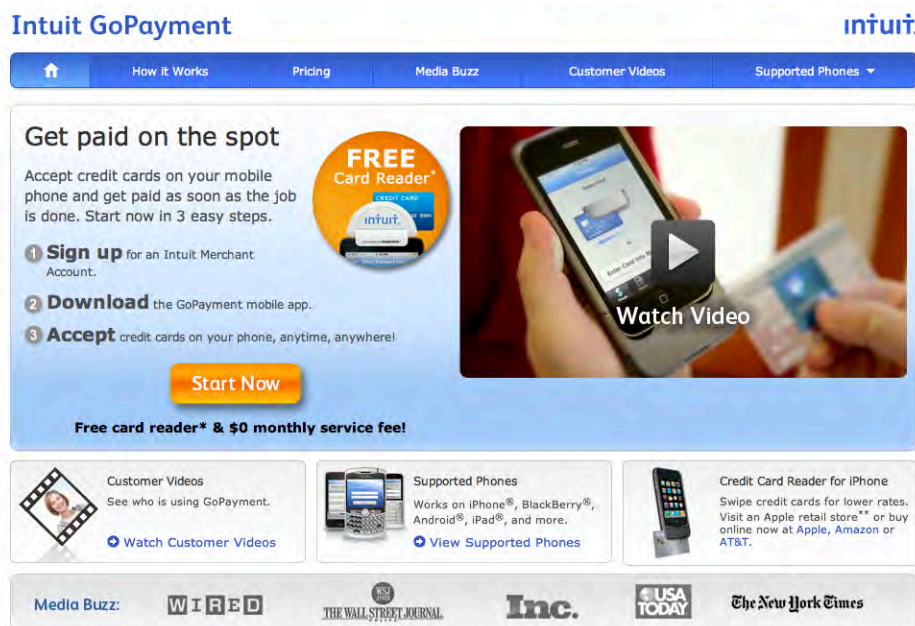 Intuit GoPayment
intuit.
How it Works
Pricing
Media Buzz
Customer Videos
Supported Phones
Get paid on the spot
Accept credit cards on your mobile
phone and get paid as soon as the job
is done. Start now in 3 easy steps.
1 Sign up for an Intuit Merchant
Account.
2 Download the GoPayment mobile app.
3 Accept credit cards on your phone, anytime, anywhere!
FREE
Card Reader*
CREDIT CARD
intuit.
Start Now
Free card reader* & $0 monthly service fee!
Watch Video
Customer Videos
See who is using GoPayment.
Watch Customer Videos
Supported Phones
Works on iPhone®, BlackBerry®,
Android®, iPad®, and more.
View Supported Phones
Credit Card Reader for iPhone
Swipe credit cards for lower rates.
Visit an Apple retail store** or buy
online now at Apple, Amazon or
AT&T.
Media Buzz:
WIRED
WSJ
THE WALL STREET JOURNAL.
ONLINE
Inc.
USA
TODAY
The New York Times